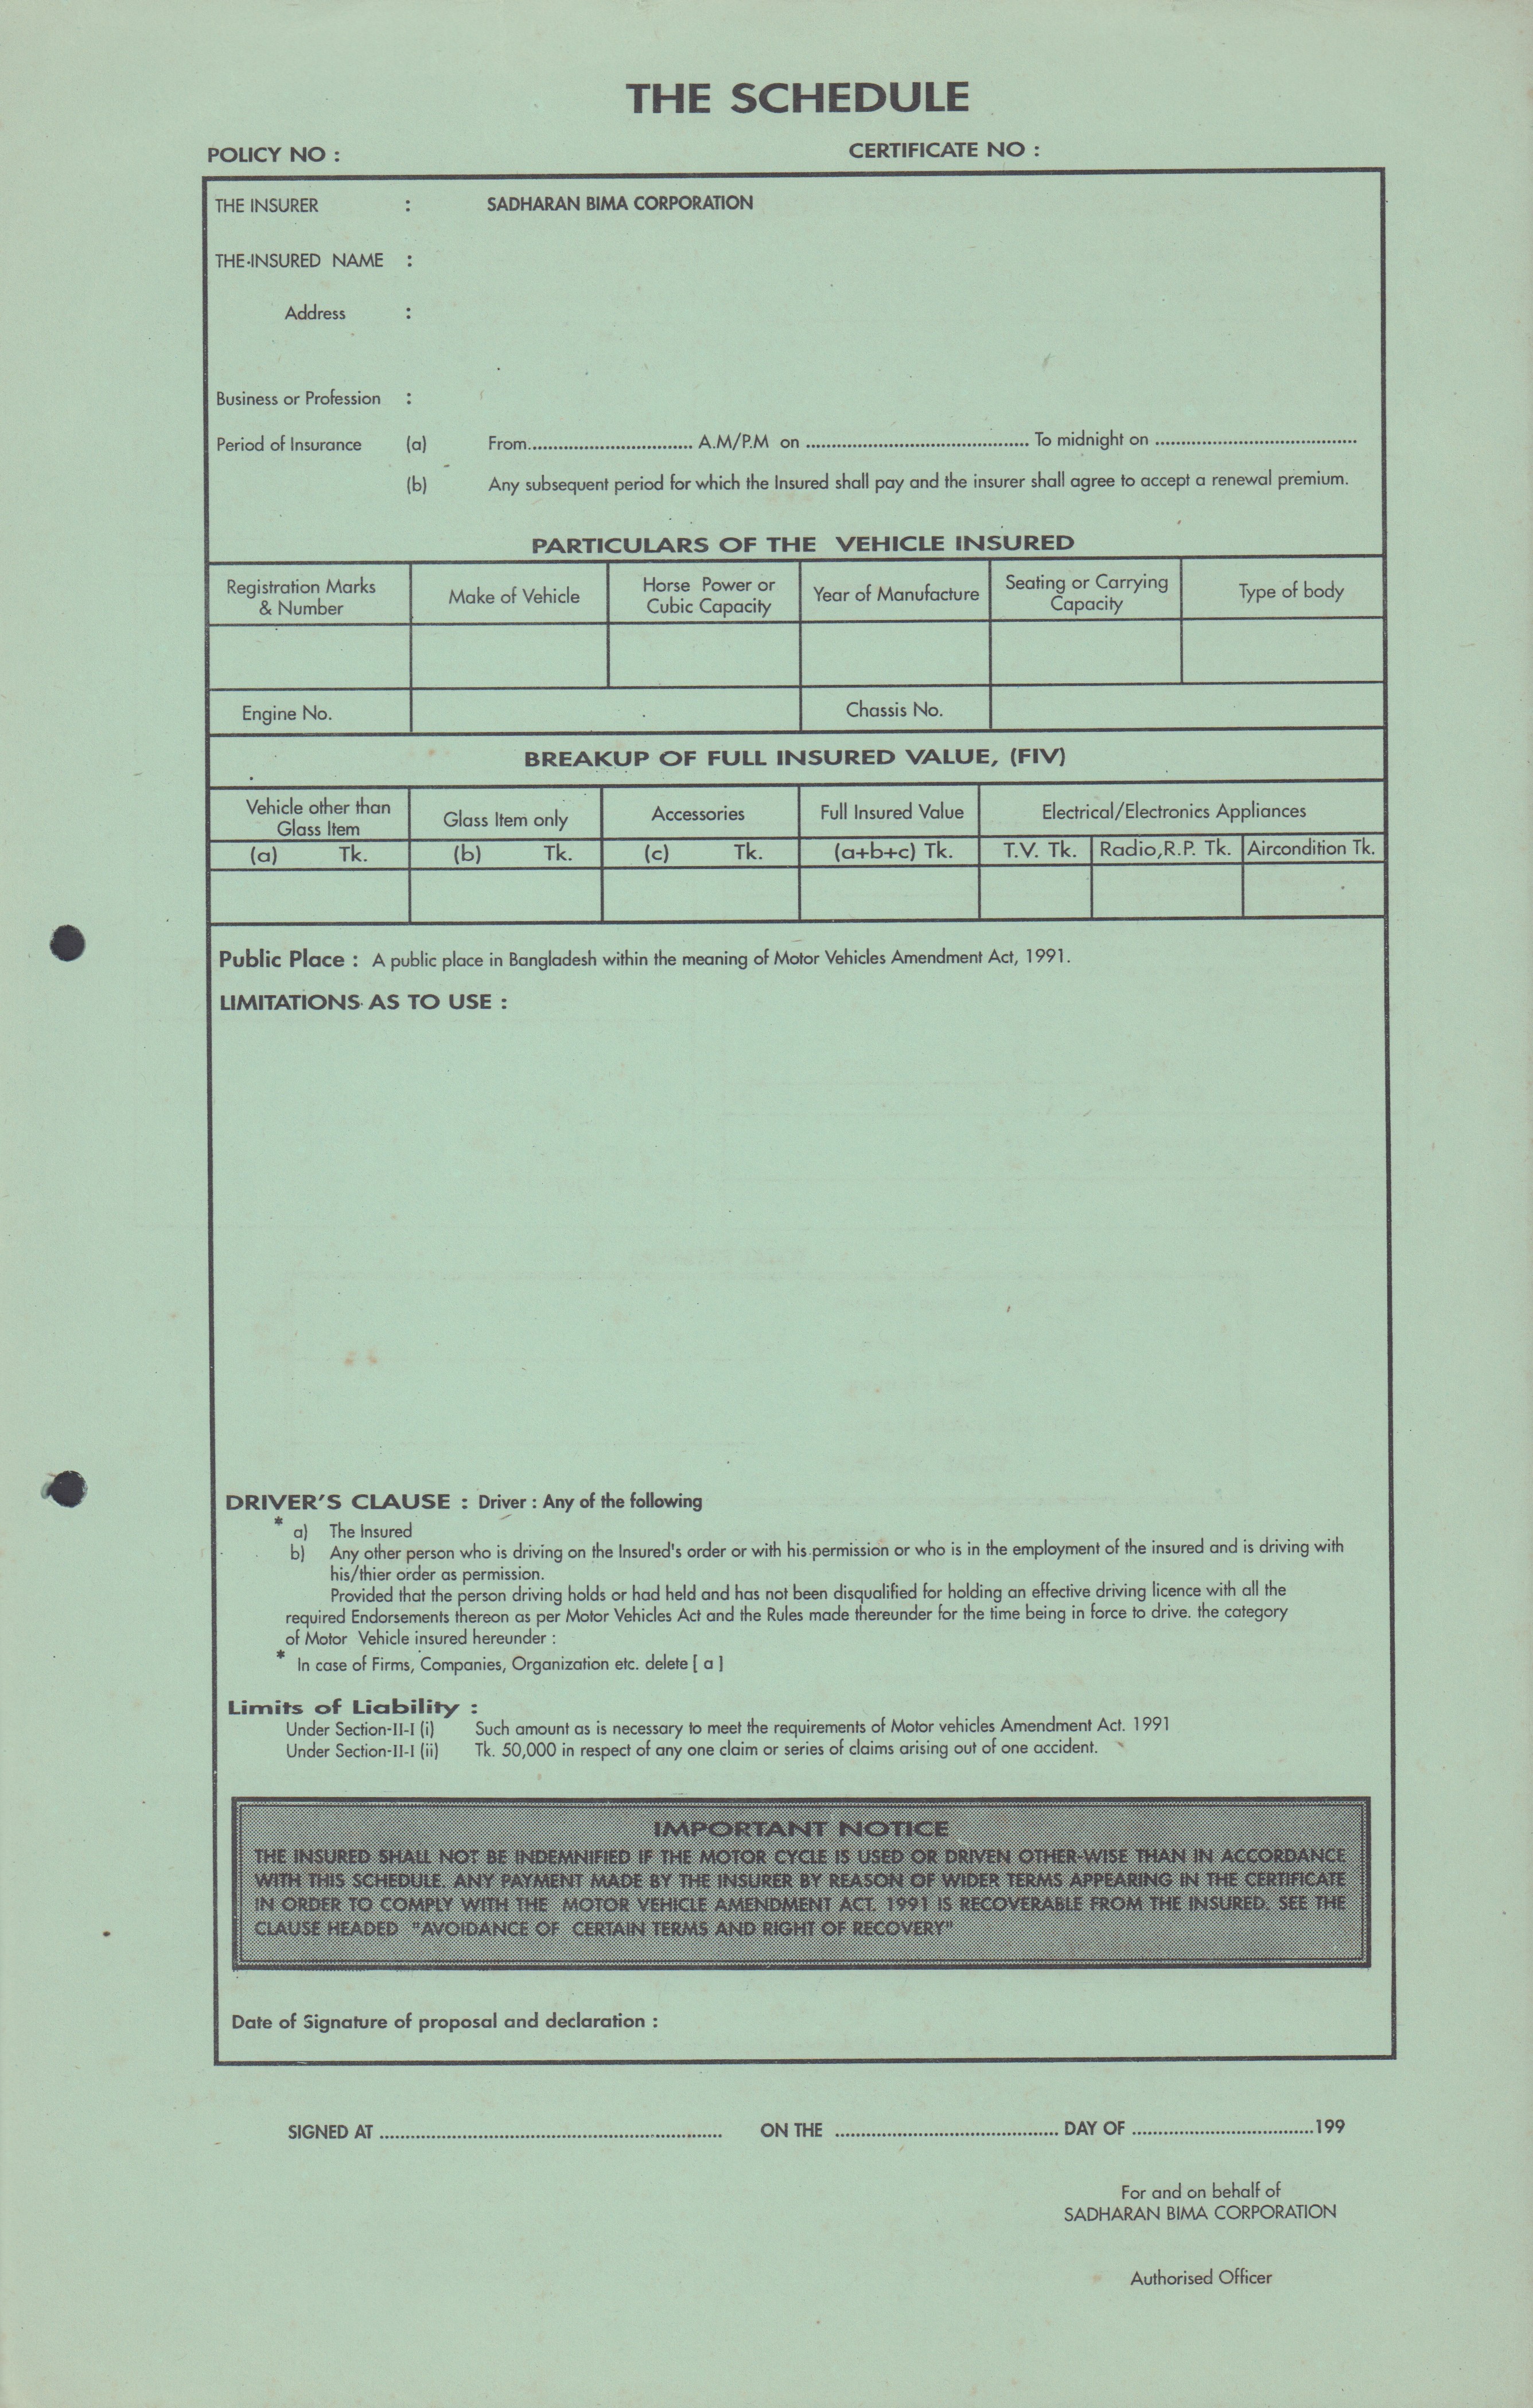 THE SCHEDULE
POLICY NO :
CERTIFICATE NO :
THE INSURER : SADHARAN BIMA CORPORATION
THE INSURED NAME :
Address :
Business or Profession :
Period of Insurance (a) From................................ A.M/P.M on ........................................... To midnight on .......................................
(b) Any subsequent period for which the Insured shall pay and the insurer shall agree to accept a renewal premium.
PARTICULARS OF THE VEHICLE INSURED
Registration Marks & Number
Make of Vehicle
Horse Power or Cubic Capacity
Year of Manufacture
Seating or Carrying Capacity
Type of body
Engine No.
Chassis No.
BREAKUP OF FULL INSURED VALUE, (FIV)
Vehicle other than Glass Item
Glass Item only
Accessories
Full Insured Value
Electrical/Electronics Appliances
(a) Tk.
(b) Tk.
(c) Tk.
(a+b+c) Tk.
T.V. Tk.
Radio,R.P. Tk.
Aircondition Tk.
Public Place : A public place in Bangladesh within the meaning of Motor Vehicles Amendment Act, 1991.
LIMITATIONS AS TO USE :
DRIVER'S CLAUSE : Driver : Any of the following
* a) The Insured
b) Any other person who is driving on the Insured's order or with his permission or who is in the employment of the insured and is driving with
his/thier order as permission.
Provided that the person driving holds or had held and has not been disqualified for holding an effective driving licence with all the
required Endorsements thereon as per Motor Vehicles Act and the Rules made thereunder for the time being in force to drive. the category
of Motor Vehicle insured hereunder :
* In case of Firms, Companies, Organization etc. delete [ a ]
Limits of Liability :
Under Section-II-I (i) Such amount as is necessary to meet the requirements of Motor vehicles Amendment Act. 1991
Under Section-II-I (ii) Tk. 50,000 in respect of any one claim or series of claims arising out of one accident.
IMPORTANT NOTICE
THE INSURED SHALL NOT BE INDEMNIFIED IF THE MOTOR CYCLE IS USED OR DRIVEN OTHER-WISE THAN IN ACCORDANCE
WITH THIS SCHEDULE. ANY PAYMENT MADE BY THE INSURER BY REASON OF WIDER TERMS APPEARING IN THE CERTIFICATE
IN ORDER TO COMPLY WITH THE MOTOR VEHICLE AMENDMENT ACT. 1991 IS RECOVERABLE FROM THE INSURED. SEE THE
CLAUSE HEADED "AVOIDANCE OF CERTAIN TERMS AND RIGHT OF RECOVERY"
Date of Signature of proposal and declaration :
SIGNED AT .................................................................. ON THE ........................................... DAY OF ...................................199
For and on behalf of
SADHARAN BIMA CORPORATION
Authorised Officer